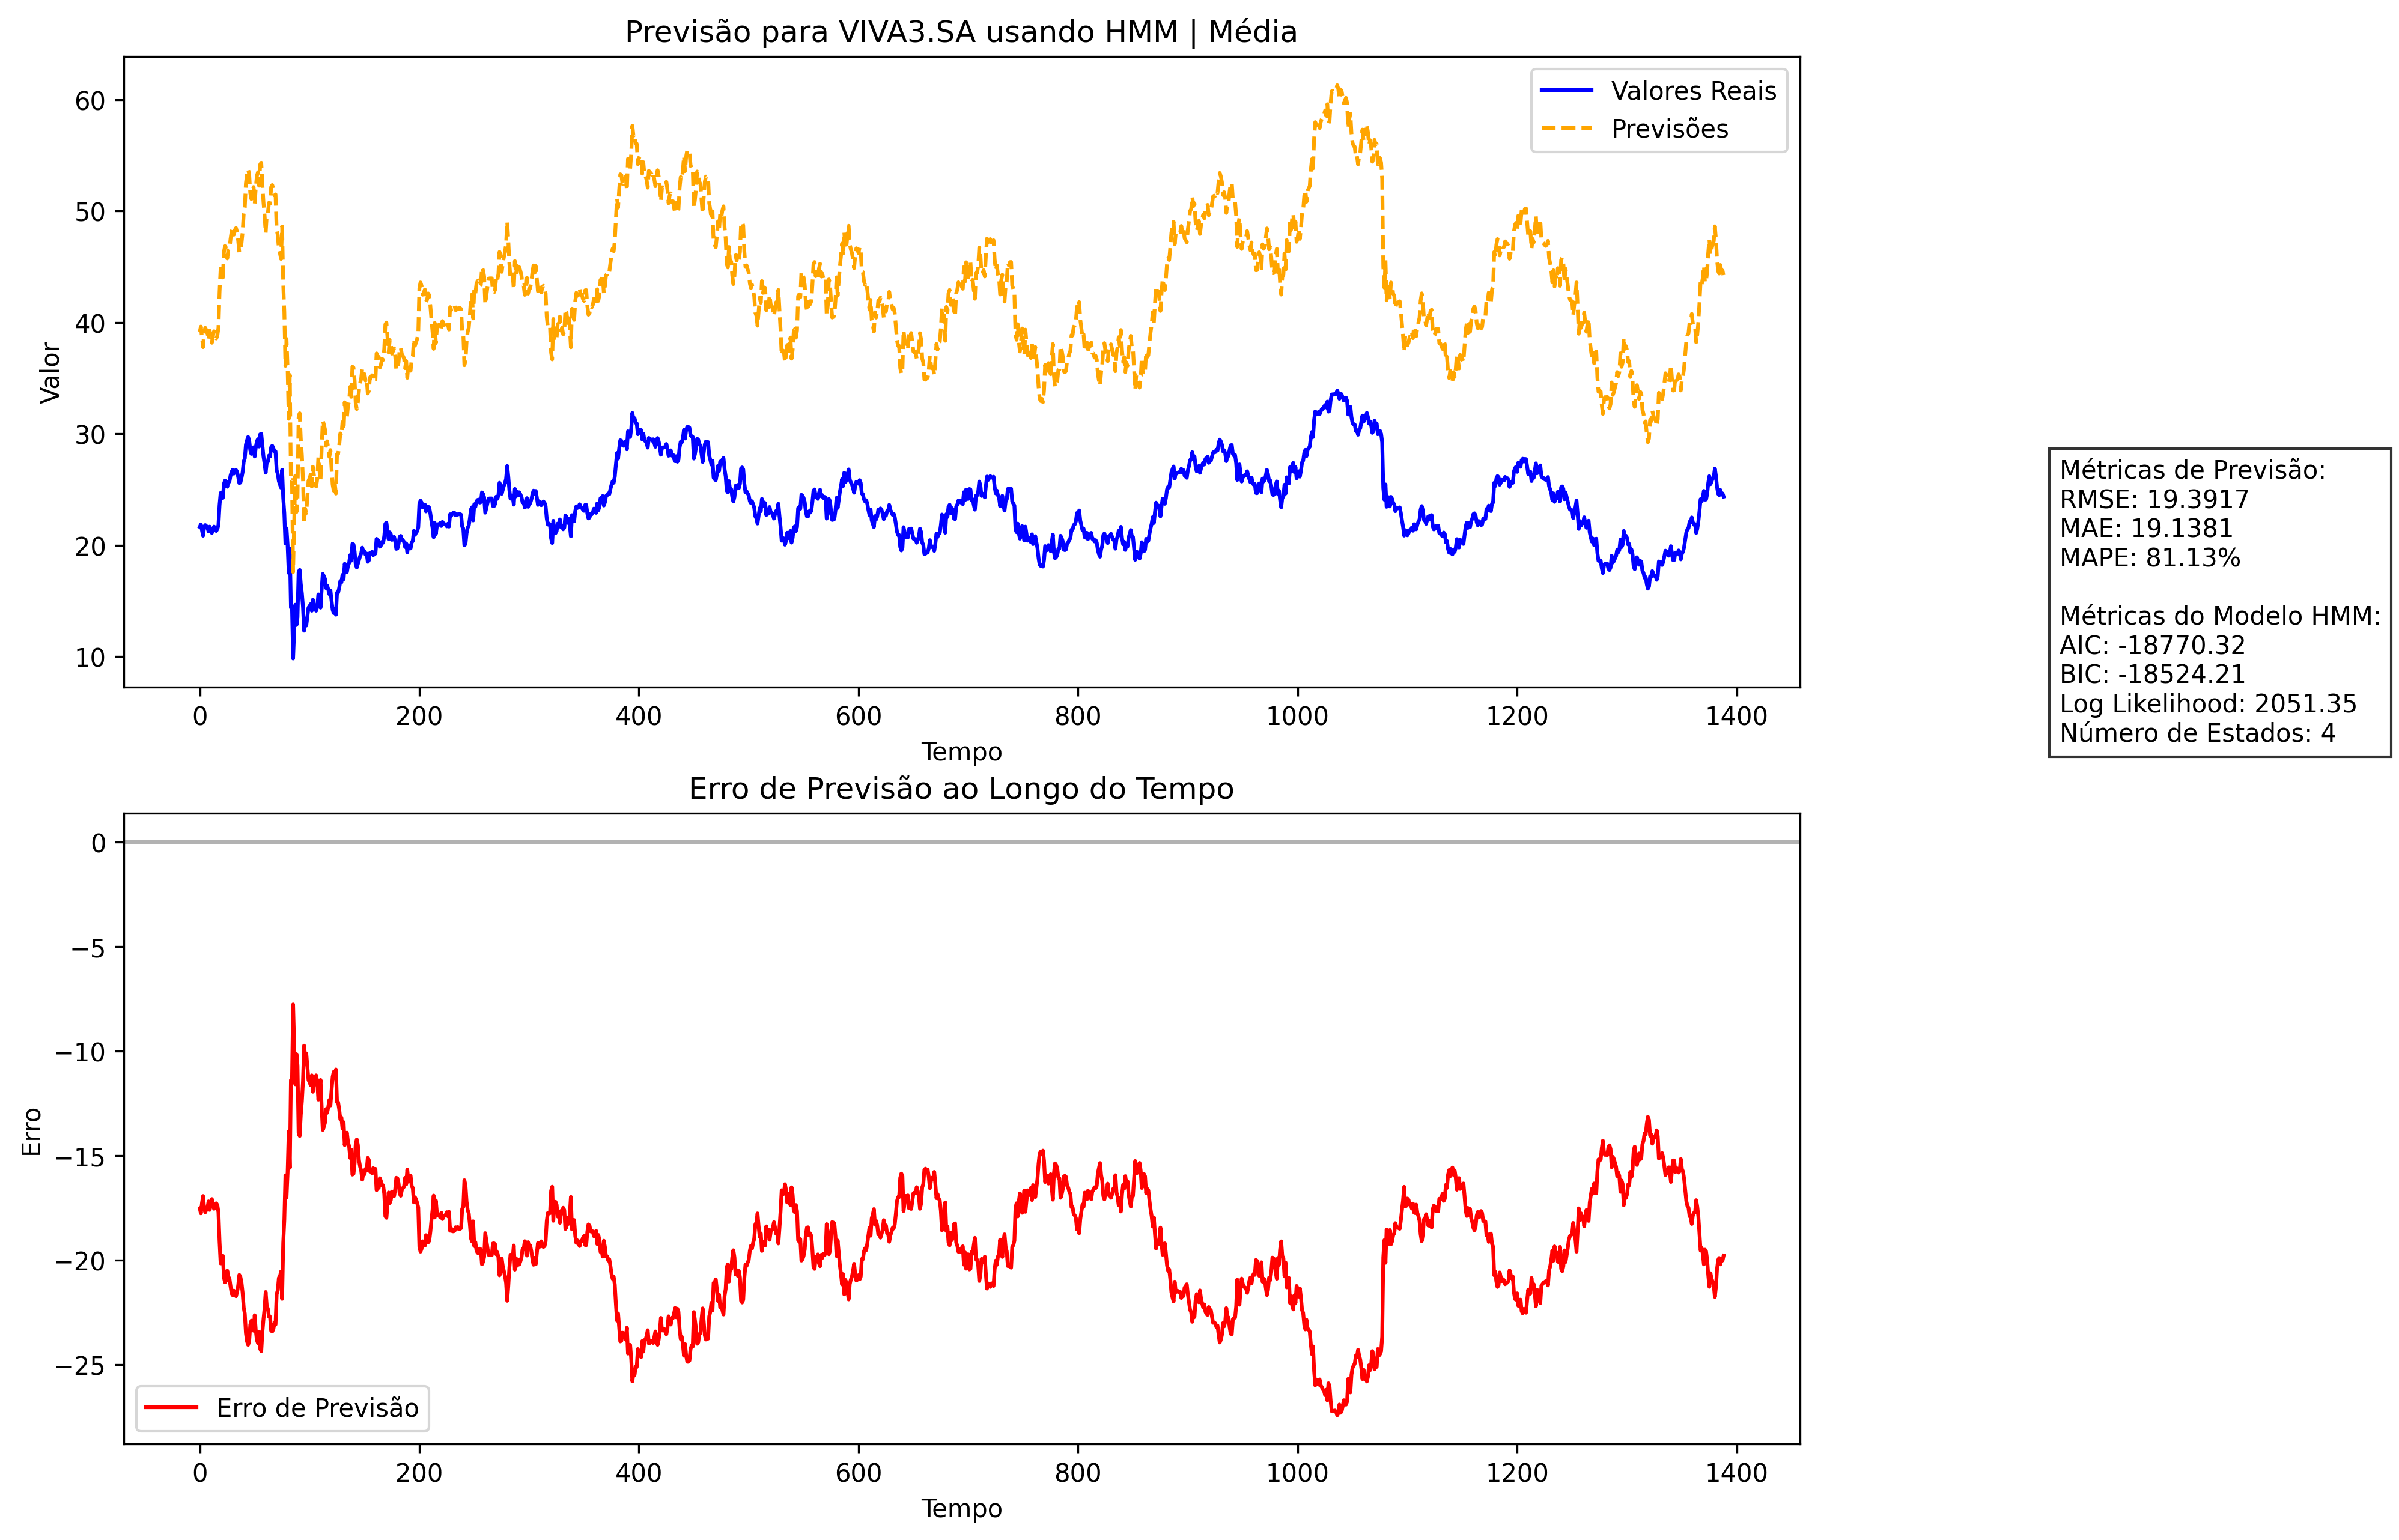 Previsão para VIVA3.SA usando HMM | Média
Valores Reais
Previsões
60
50
40
30
20
10
Valor
0
200
400
600
800
1000
1200
1400
Tempo
Métricas de Previsão:
RMSE: 19.3917
MAE: 19.1381
MAPE: 81.13%
Métricas do Modelo HMM:
AIC: -18770.32
BIC: -18524.21
Log Likelihood: 2051.35
Número de Estados: 4
Erro de Previsão ao Longo do Tempo
0
−5
−10
−15
−20
−25
Erro
Erro de Previsão
0
200
400
600
800
1000
1200
1400
Tempo